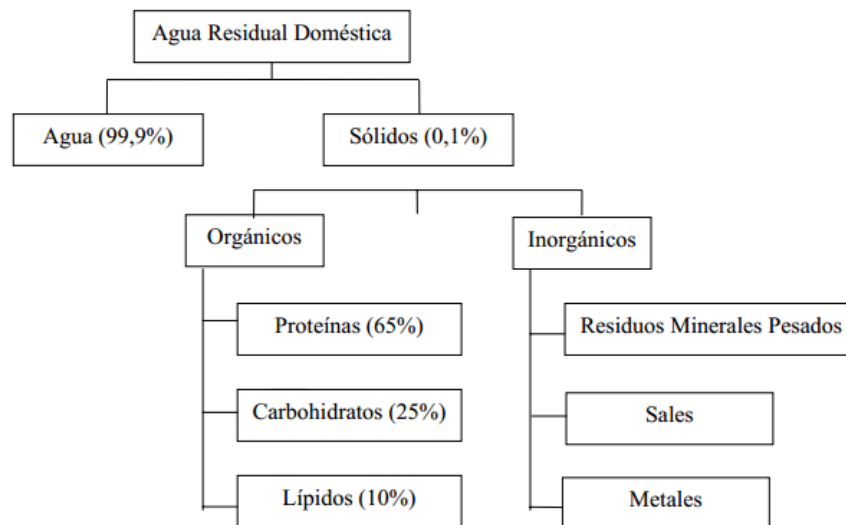 Agua Residual Doméstica
Agua (99,9%)
Sólidos (0,1%)
Orgánicos
Inorgánicos
Proteínas (65%)
Residuos Minerales Pesados
Carbohidratos (25%)
Sales
Lípidos (10%)
Metales